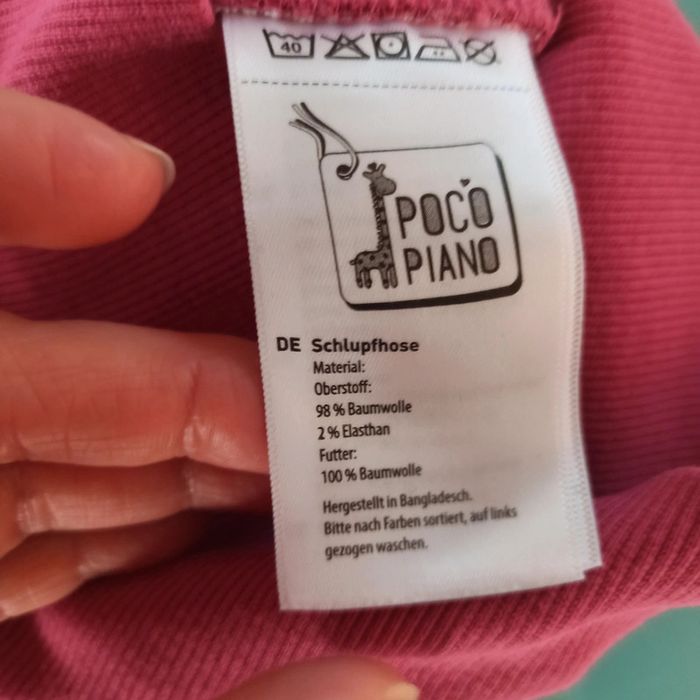 40
POCO
PIANO
DE Schlupfhose
Material:
Oberstoff:
98 % Baumwolle
2 % Elasthan
Futter:
100 % Baumwolle
Hergestellt in Bangladesch.
Bitte nach Farben sortiert, auf links
gezogen waschen.